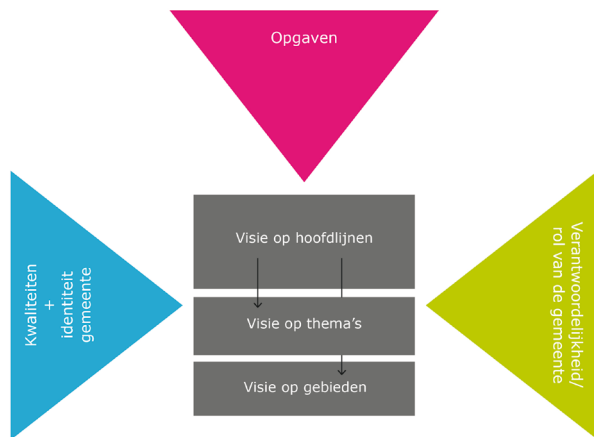 Opgaven
Kwaliteiten
+
identiteit
gemeente
Visie op hoofdlijnen
Visie op thema's
Visie op gebieden
Verantwoordelijkheid/
rol van de gemeente